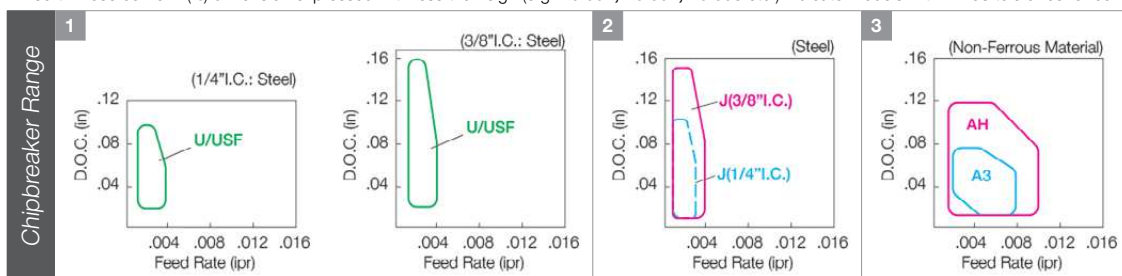 Chipbreaker Range
1
(1/4"I.C.: Steel)
.12
.08
.04
D.O.C. (in)
U/USF
.004 .008 .012 .016
Feed Rate (ipr)
(3/8"I.C.: Steel)
.16
.12
.08
.04
D.O.C. (in)
U/USF
.004 .008 .012 .016
Feed Rate (ipr)
2
(Steel)
.16
.12
.08
.04
D.O.C. (in)
J(3/8"I.C.)
J(1/4"I.C.)
.004 .008 .012 .016
Feed Rate (ipr)
3
(Non-Ferrous Material)
.16
.12
.08
.04
D.O.C. (in)
AH
A3
.004 .008 .012 .016
Feed Rate (ipr)